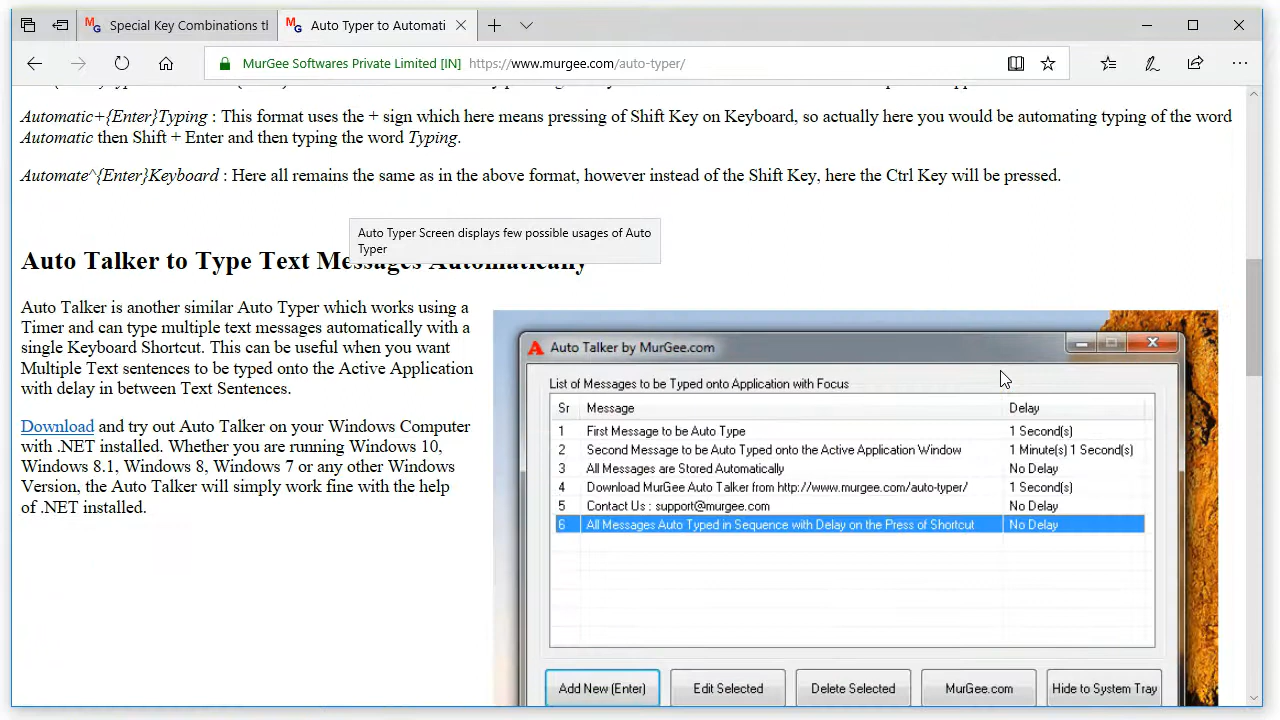 Special Key Combinations tl
Auto Typer to Automati
MurGee Softwares Private Limited [IN] https://www.murgee.com/auto-typer/
Automatic+{Enter}Typing : This format uses the + sign which here means pressing of Shift Key on Keyboard, so actually here you would be automating typing of the word
Automatic then Shift + Enter and then typing the word Typing.
Automate^{Enter}Keyboard : Here all remains the same as in the above format, however instead of the Shift Key, here the Ctrl Key will be pressed.
Auto Typer Screen displays few possible usages of Auto
Typer
Auto Talker to Type Text Messages Automatically
Auto Talker is another similar Auto Typer which works using a
Timer and can type multiple text messages automatically with a
single Keyboard Shortcut. This can be useful when you want
Multiple Text sentences to be typed onto the Active Application
with delay in between Text Sentences.
Download and try out Auto Talker on your Windows Computer
with .NET installed. Whether you are running Windows 10,
Windows 8.1, Windows 8, Windows 7 or any other Windows
Version, the Auto Talker will simply work fine with the help
of .NET installed.
Auto Talker by MurGee.com
List of Messages to be Typed onto Application with Focus
Sr Message Delay
1 First Message to be Auto Type 1 Second(s)
2 Second Message to be Auto Typed onto the Active Application Window 1 Minute(s) 1 Second(s)
3 All Messages are Stored Automatically No Delay
4 Download MurGee Auto Talker from http://www.murgee.com/auto-typer/ 1 Second(s)
5 Contact Us : support@murgee.com No Delay
6 All Messages Auto Typed in Sequence with Delay on the Press of Shortcut No Delay
Add New (Enter) Edit Selected Delete Selected MurGee.com Hide to System Tray